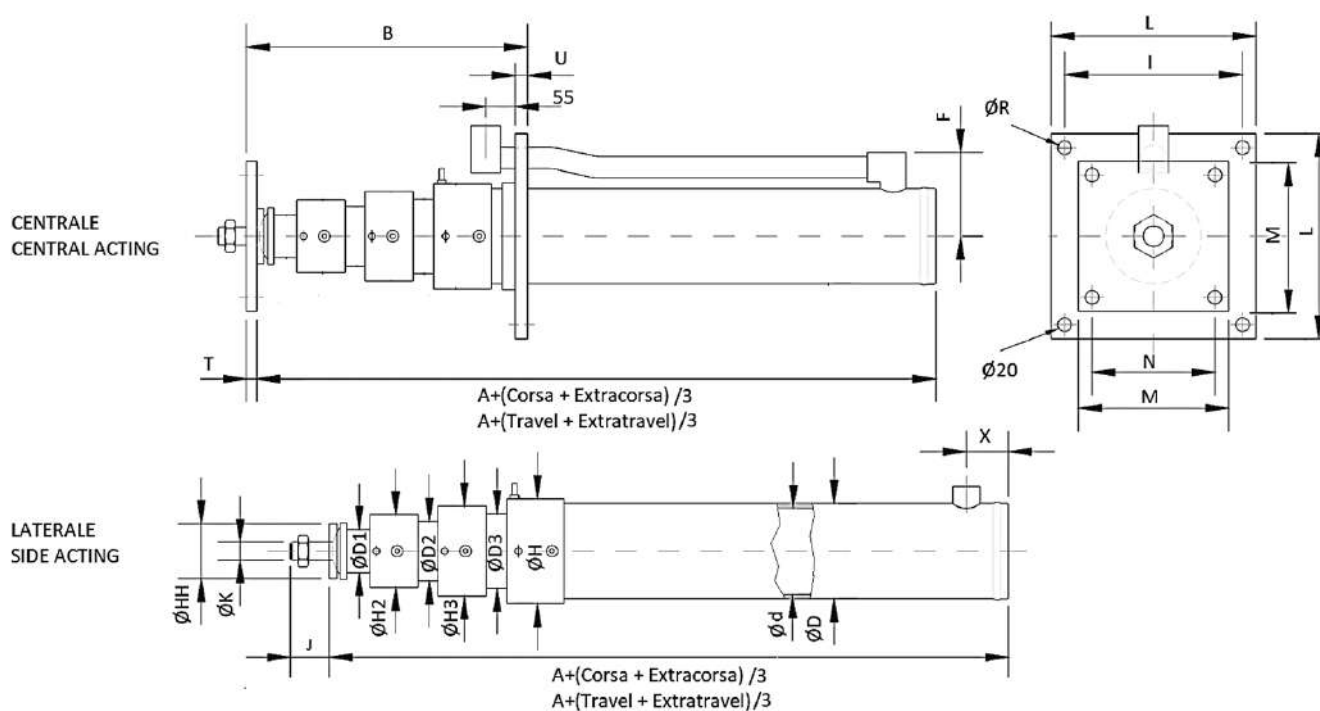 B
L
U
I
55
F
ØR
CENTRALE
CENTRAL ACTING
M
L
Ø20
T
N
M
A+(Corsa + Extracorsa) /3
A+(Travel + Extratravel)/3
X
LATERALE
SIDE ACTING
ØHH
ØK
ØD1
ØD2
ØD3
ØH
ØH2
ØH3
Ød
ØD
J
A+(Corsa + Extracorsa) /3
A+(Travel + Extratravel)/3